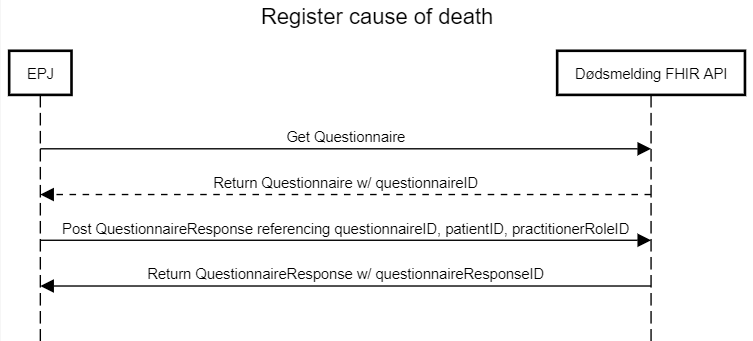 Register cause of death
EPJ
Dødsmelding FHIR API
Get Questionnaire
Return Questionnaire w/ questionnaireID
Post QuestionnaireResponse referencing questionnaireID, patientID, practitionerRoleID
Return QuestionnaireResponse w/ questionnaireResponseID